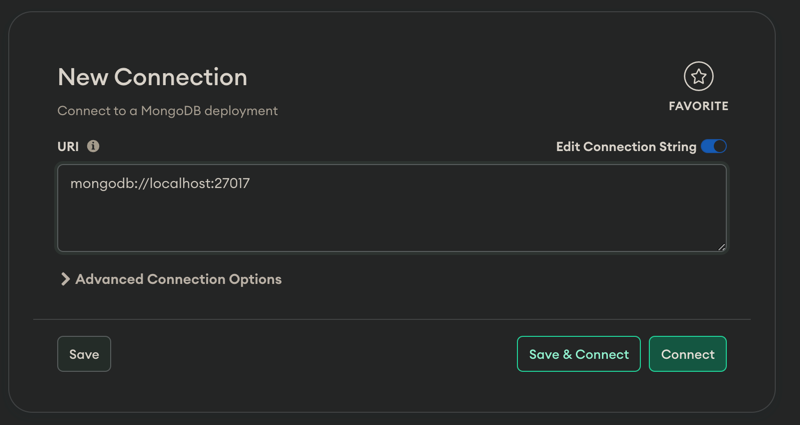 New Connection
FAVORITE
Connect to a MongoDB deployment
URI
Edit Connection String
mongodb://localhost:27017
Advanced Connection Options
Save
Save & Connect
Connect